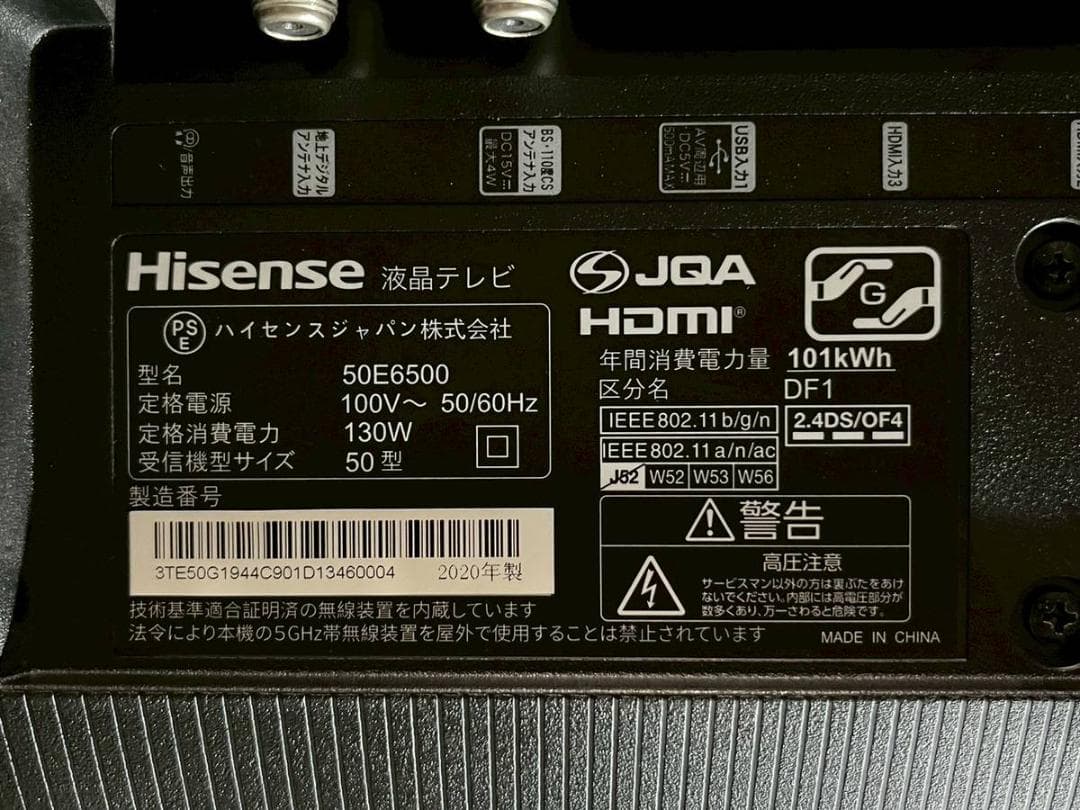 音声出力
地上デジタル
アンテナ入力
BS・110度CS
アンテナ入力
DC15V⎓
最大4W
USB入力1
AV周辺用
DC5V⎓
500mA MAX
HDMI入力3
Hisense 液晶テレビ
PSE ハイセンスジャパン株式会社
型名 50E6500
定格電源 100V～ 50/60Hz
定格消費電力 130W
受信機型サイズ 50型
製造番号
3TE50G1944C901D13460004 2020年製
技術基準適合証明済の無線装置を内蔵しています
法令により本機の5GHz帯無線装置を屋外で使用することは禁止されています
JQA
HDMI®
G
年間消費電力量 101kWh
区分名 DF1
IEEE802.11b/g/n 2.4DS/OF4
IEEE802.11a/n/ac
J52 W52 W53 W56
警告
高圧注意
サービスマン以外の方は裏ぶたをあけ
ないでください。内部には高電圧部分が
数多くあり、万一さわると危険です。
MADE IN CHINA